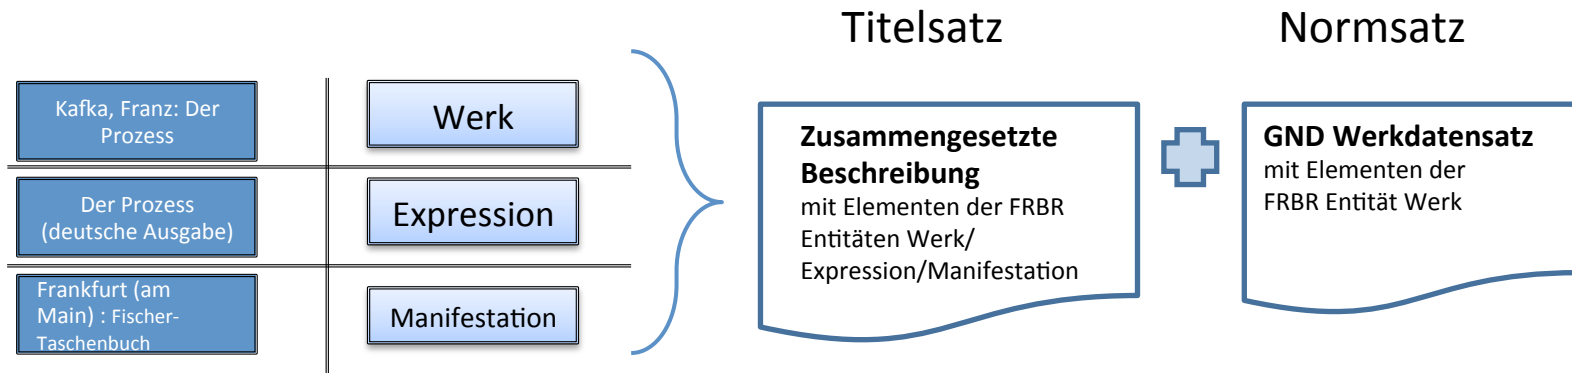 Titelsatz
Normsatz
Kafka, Franz: Der
Prozess
Werk
Der Prozess
(deutsche Ausgabe)
Expression
Frankfurt (am
Main) : Fischer-
Taschenbuch
Manifestation
Zusammengesetzte
Beschreibung
mit Elementen der FRBR
Entitäten Werk/
Expression/Manifestation
GND Werkdatensatz
mit Elementen der
FRBR Entität Werk